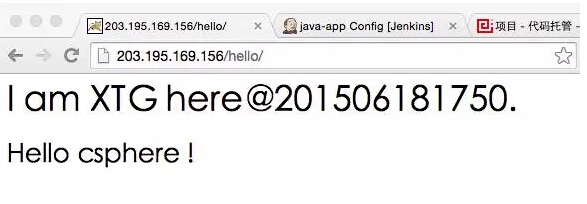 203.195.169.156/hello/ java-app Config [Jenkins] 项目 - 代码托管 -
203.195.169.156/hello/
I am XTG here@201506181750.
Hello csphere !